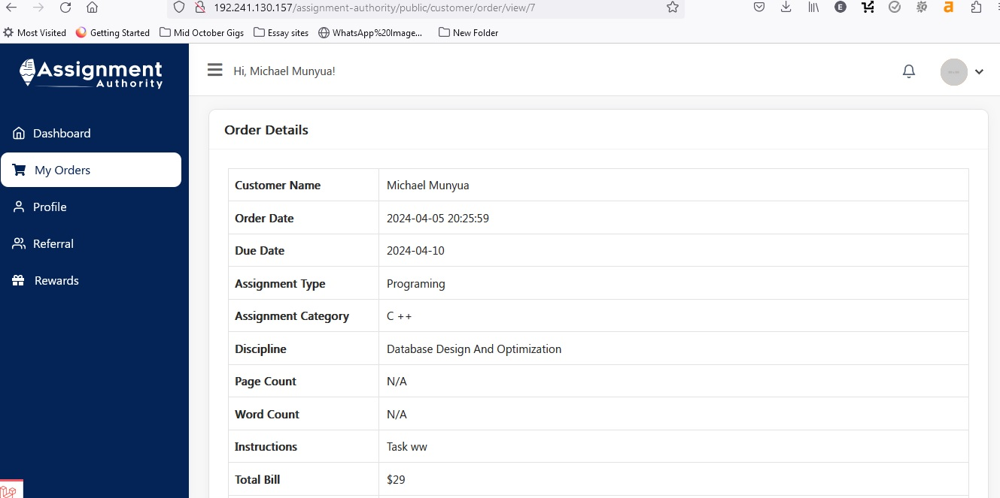 192.241.130.157/assignment-authority/public/customer/order/view/7
Most Visited Getting Started Mid October Gigs Essay sites WhatsApp%20Image... New Folder
Assignment
Authority
Hi, Michael Munyua!
Dashboard
My Orders
Profile
Referral
Rewards
Order Details
Customer Name Michael Munyua
Order Date 2024-04-05 20:25:59
Due Date 2024-04-10
Assignment Type Programing
Assignment Category C ++
Discipline Database Design And Optimization
Page Count N/A
Word Count N/A
Instructions Task ww
Total Bill $29